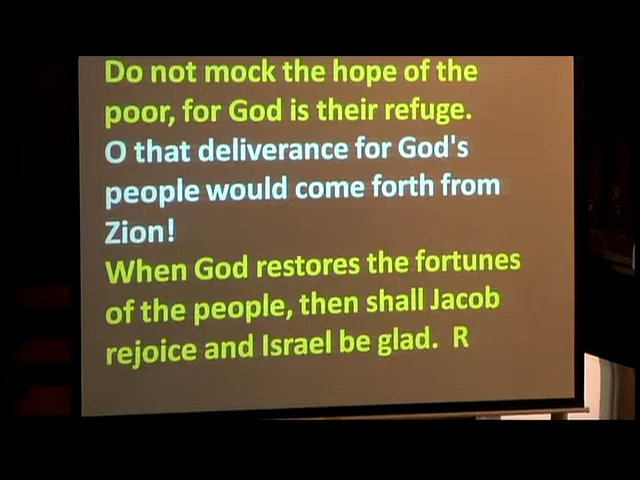 Do not mock the hope of the
poor, for God is their refuge.
O that deliverance for God's
people would come forth from
Zion!
When God restores the fortunes
of the people, then shall Jacob
rejoice and Israel be glad.  R